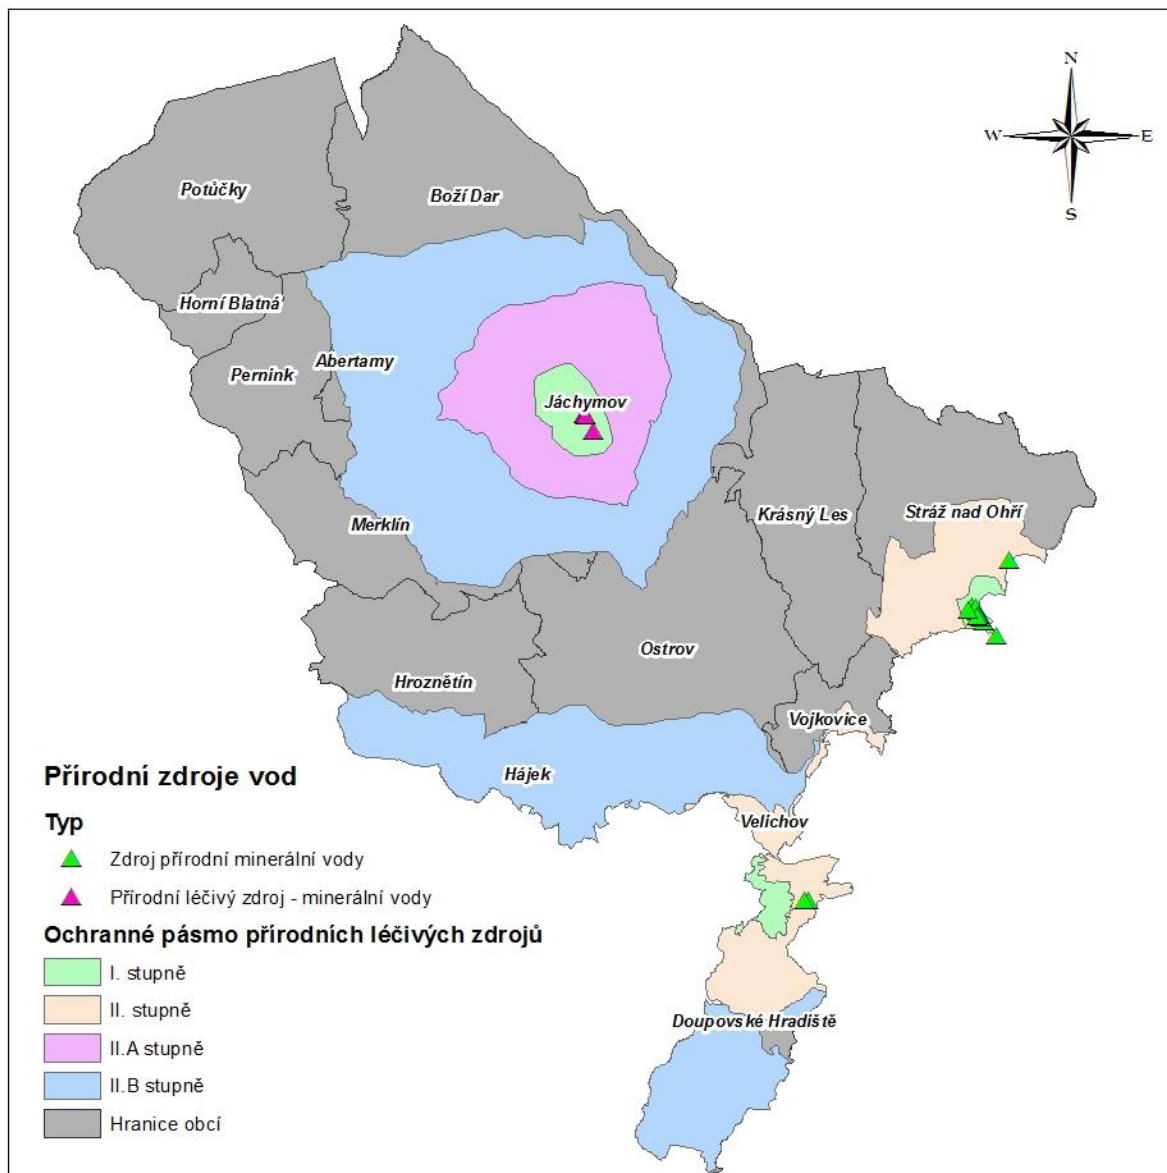 N
W
E
S
Potůčky
Boží Dar
Horní Blatná
Abertamy
Pernink
Jáchymov
Merklín
Krásný Les
Stráž nad Ohří
Ostrov
Hroznětín
Vojkovice
Hájek
Velichov
Doupovské Hradiště
Přírodní zdroje vod
Typ
Zdroj přírodní minerální vody
Přírodní léčivý zdroj - minerální vody
Ochranné pásmo přírodních léčivých zdrojů
I. stupně
II. stupně
II.A stupně
II.B stupně
Hranice obcí